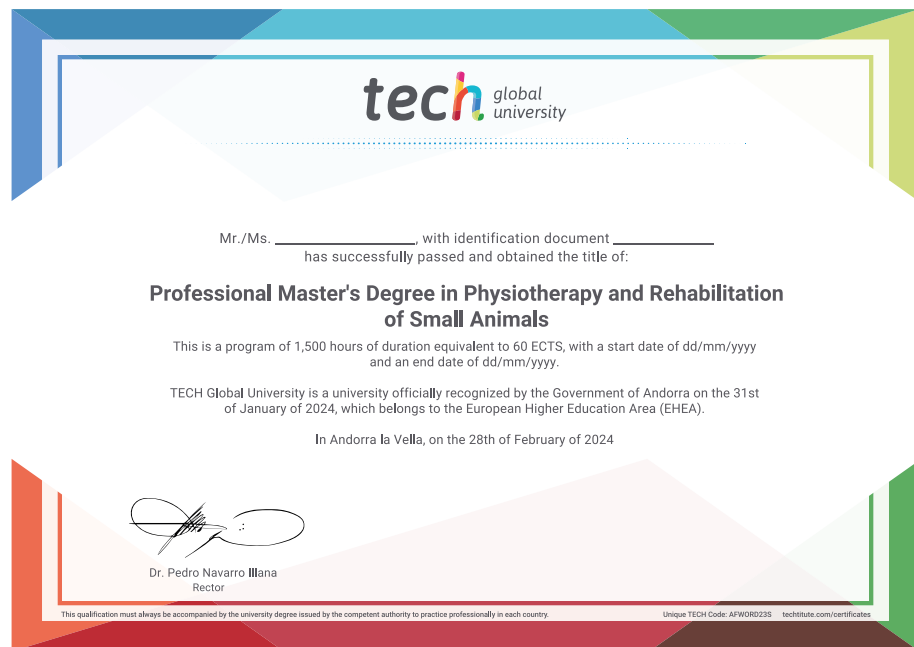 tech global university
Mr./Ms. ________________, with identification document ____________
has successfully passed and obtained the title of:
Professional Master's Degree in Physiotherapy and Rehabilitation
of Small Animals
This is a program of 1,500 hours of duration equivalent to 60 ECTS, with a start date of dd/mm/yyyy
and an end date of dd/mm/yyyy.
TECH Global University is a university officially recognized by the Government of Andorra on the 31st
of January of 2024, which belongs to the European Higher Education Area (EHEA).
In Andorra la Vella, on the 28th of February of 2024
Dr. Pedro Navarro Illana
Rector
This qualification must always be accompanied by the university degree issued by the competent authority to practice professionally in each country.
Unique TECH Code: AFWORD23S techtitute.com/certificates